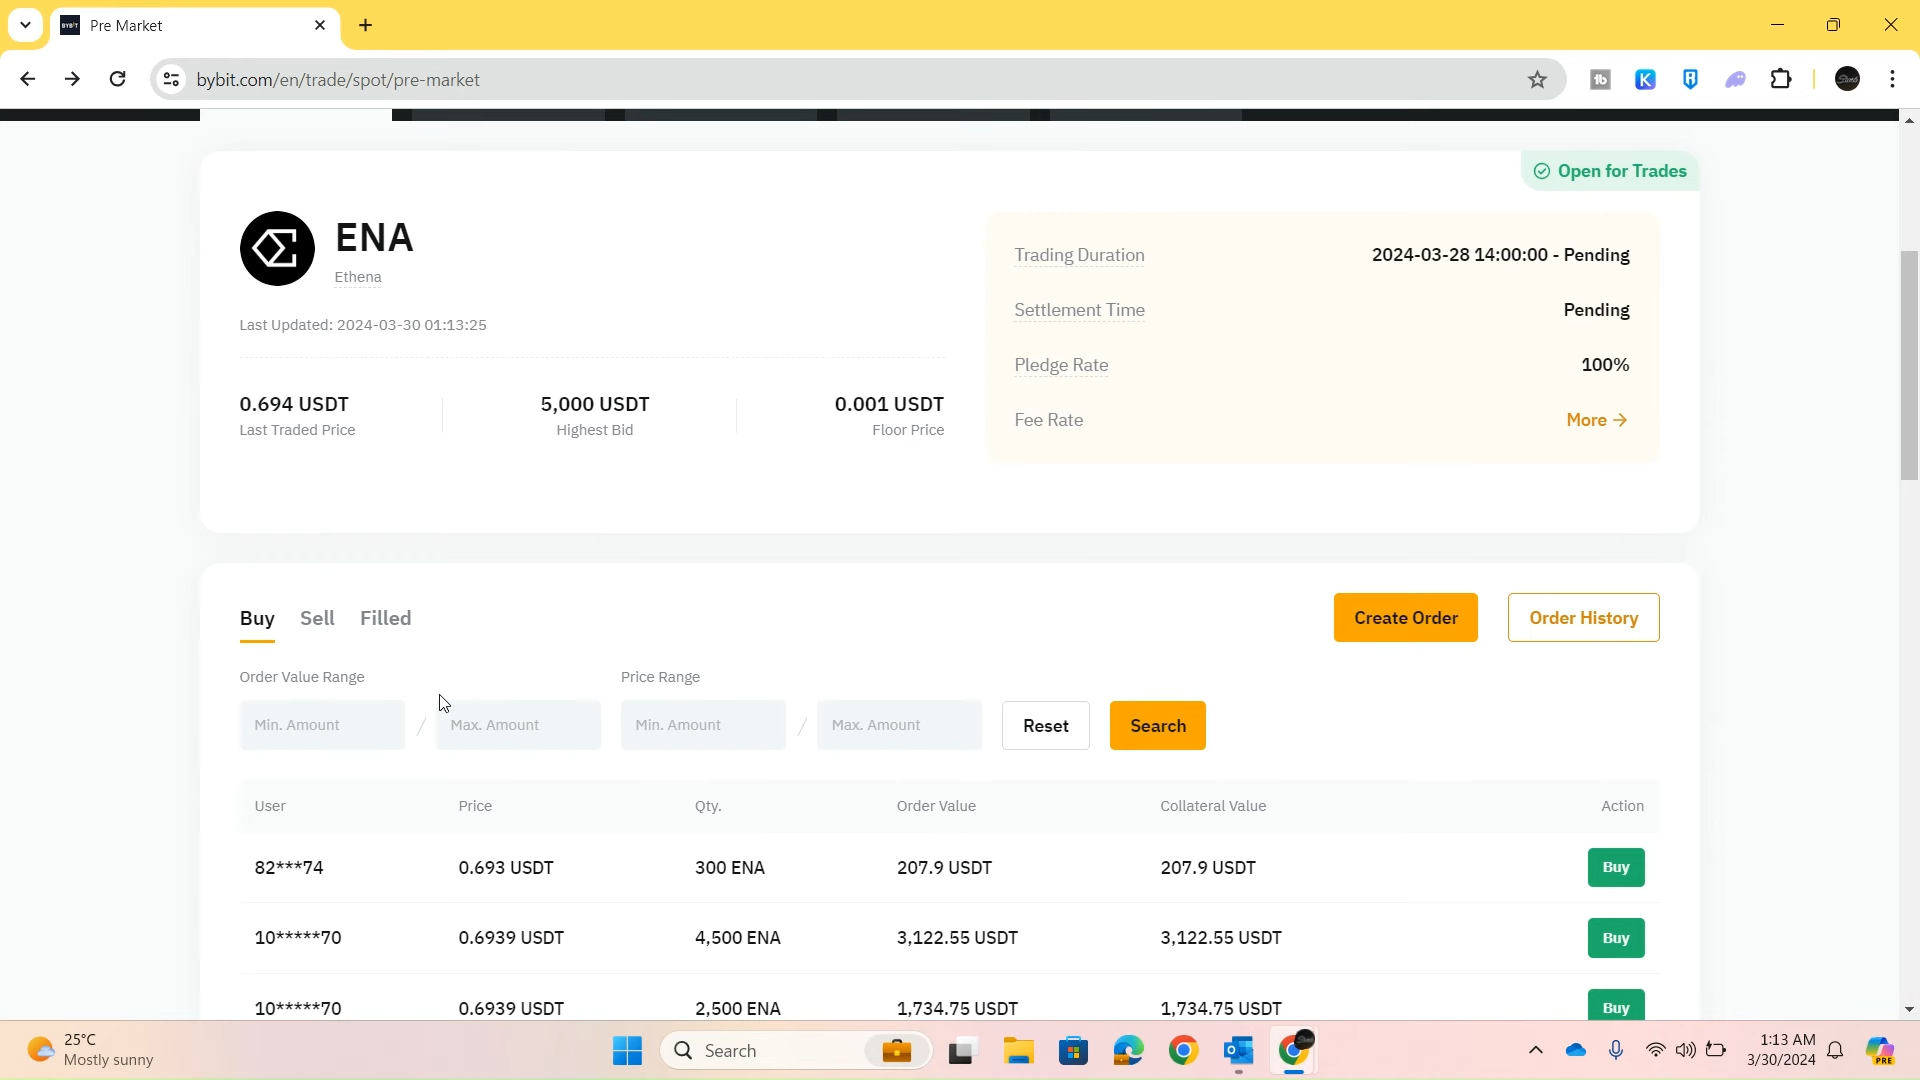 Pre Market
bybit.com/en/trade/spot/pre-market
Open for Trades
ENA
Ethena
Last Updated: 2024-03-30 01:13:25
0.694 USDT
Last Traded Price
5,000 USDT
Highest Bid
0.001 USDT
Floor Price
Trading Duration 2024-03-28 14:00:00 - Pending
Settlement Time Pending
Pledge Rate 100%
Fee Rate More →
Buy Sell Filled
Create Order Order History
Order Value Range Price Range
Min. Amount / Max. Amount Min. Amount / Max. Amount Reset Search
User Price Qty. Order Value Collateral Value Action
82***74 0.693 USDT 300 ENA 207.9 USDT 207.9 USDT Buy
10*****70 0.6939 USDT 4,500 ENA 3,122.55 USDT 3,122.55 USDT Buy
10*****70 0.6939 USDT 2,500 ENA 1,734.75 USDT 1,734.75 USDT Buy
25°C
Mostly sunny
Search
1:13 AM
3/30/2024
PRE